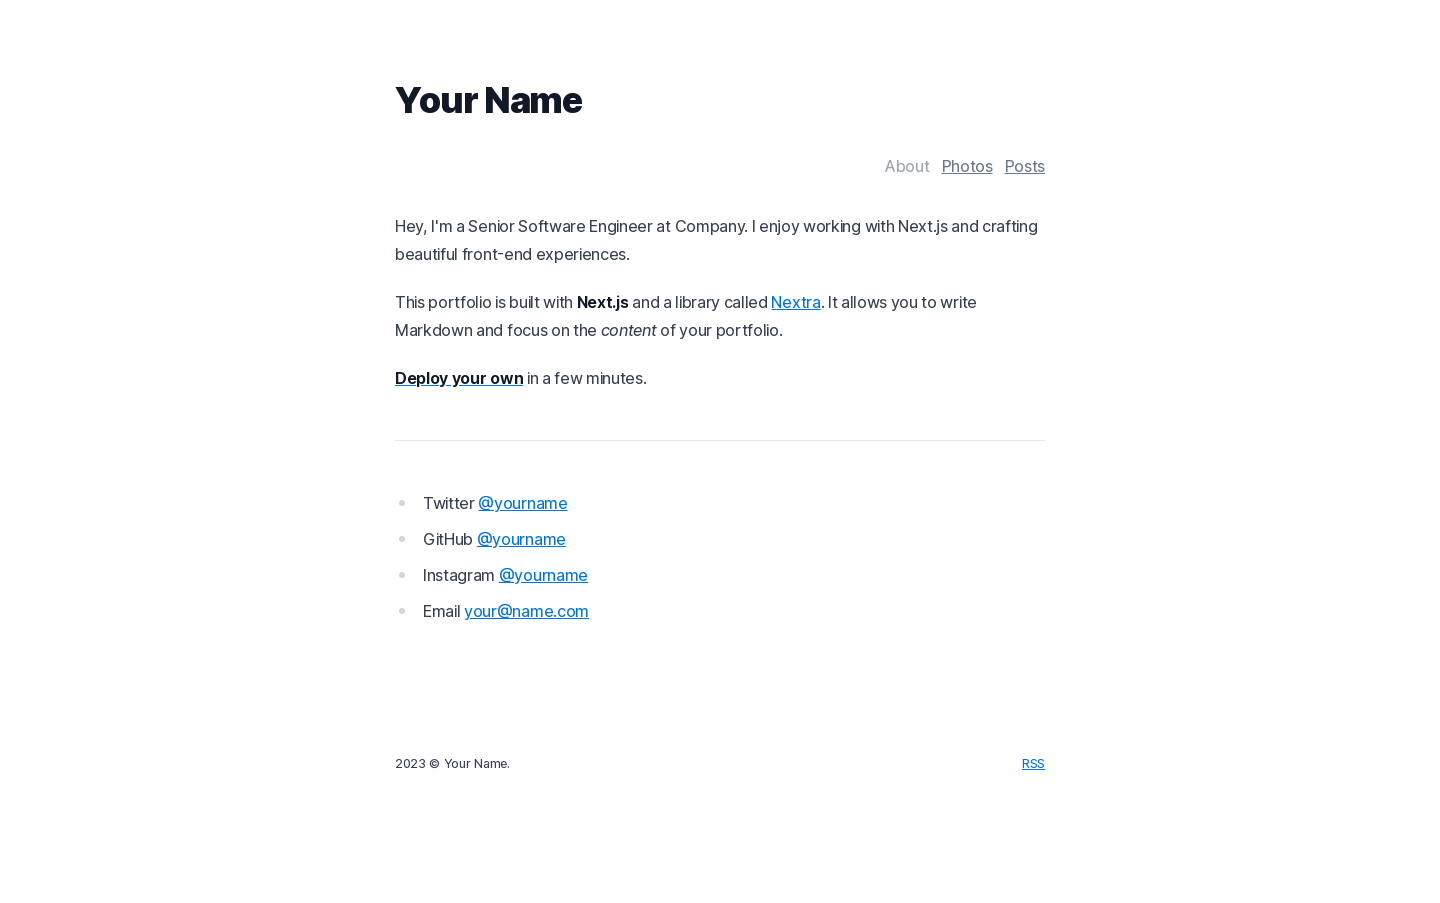 Your Name
About Photos Posts
Hey, I'm a Senior Software Engineer at Company. I enjoy working with Next.js and crafting
beautiful front-end experiences.
This portfolio is built with Next.js and a library called Nextra. It allows you to write
Markdown and focus on the content of your portfolio.
Deploy your own in a few minutes.
Twitter @yourname
GitHub @yourname
Instagram @yourname
Email your@name.com
2023 © Your Name. RSS